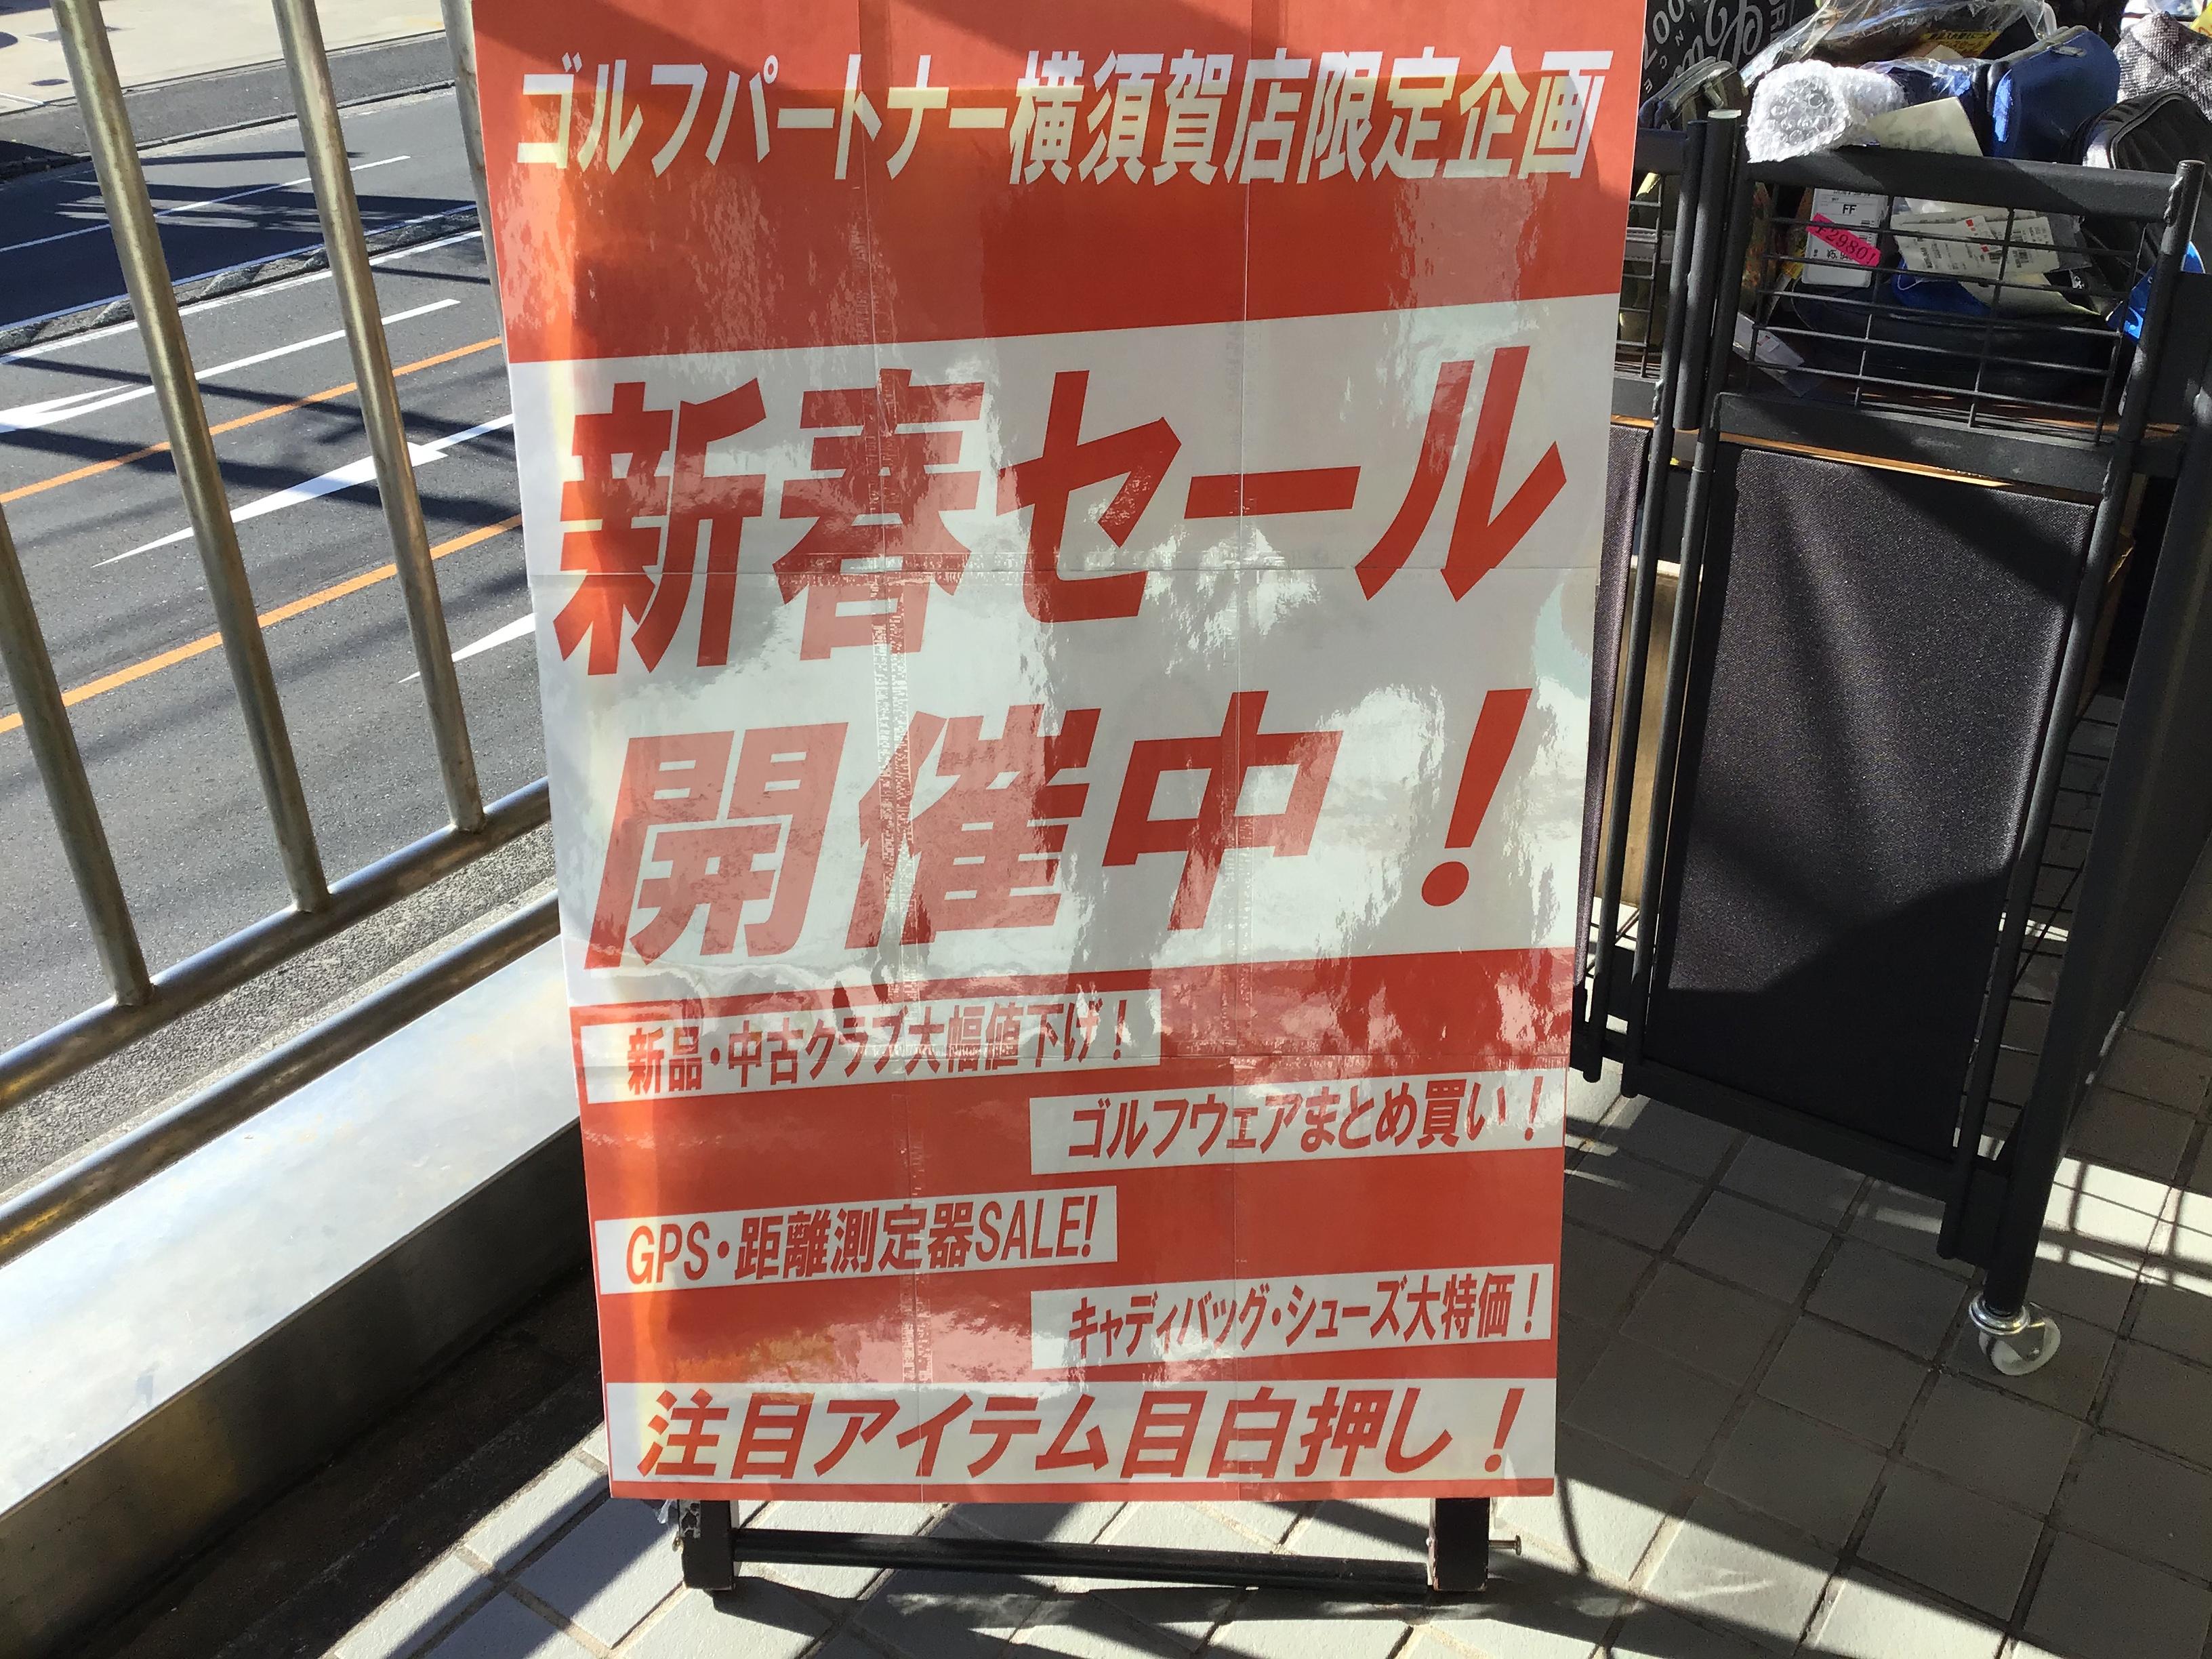 ゴルフパートナー横須賀店限定企画
新春セール
開催中！
新品・中古クラブ大幅値下げ！
ゴルフウェアまとめ買い！
GPS・距離測定器SALE!
キャディバッグ・シューズ大特価！
注目アイテム目白押し！
FF
¥2980!